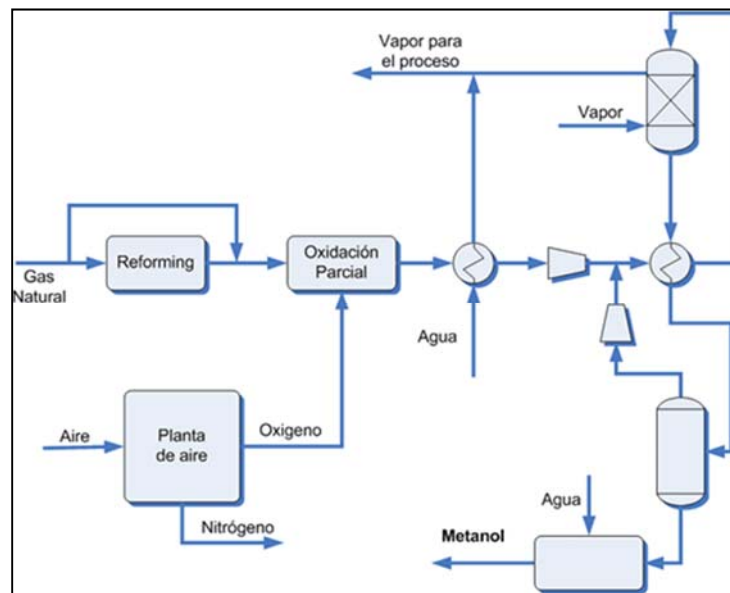 Vapor para
el proceso
Vapor
Reforming
Oxidación
Parcial
Gas
Natural
Agua
Aire
Planta
de aire
Oxigeno
Nitrógeno
Agua
Metanol